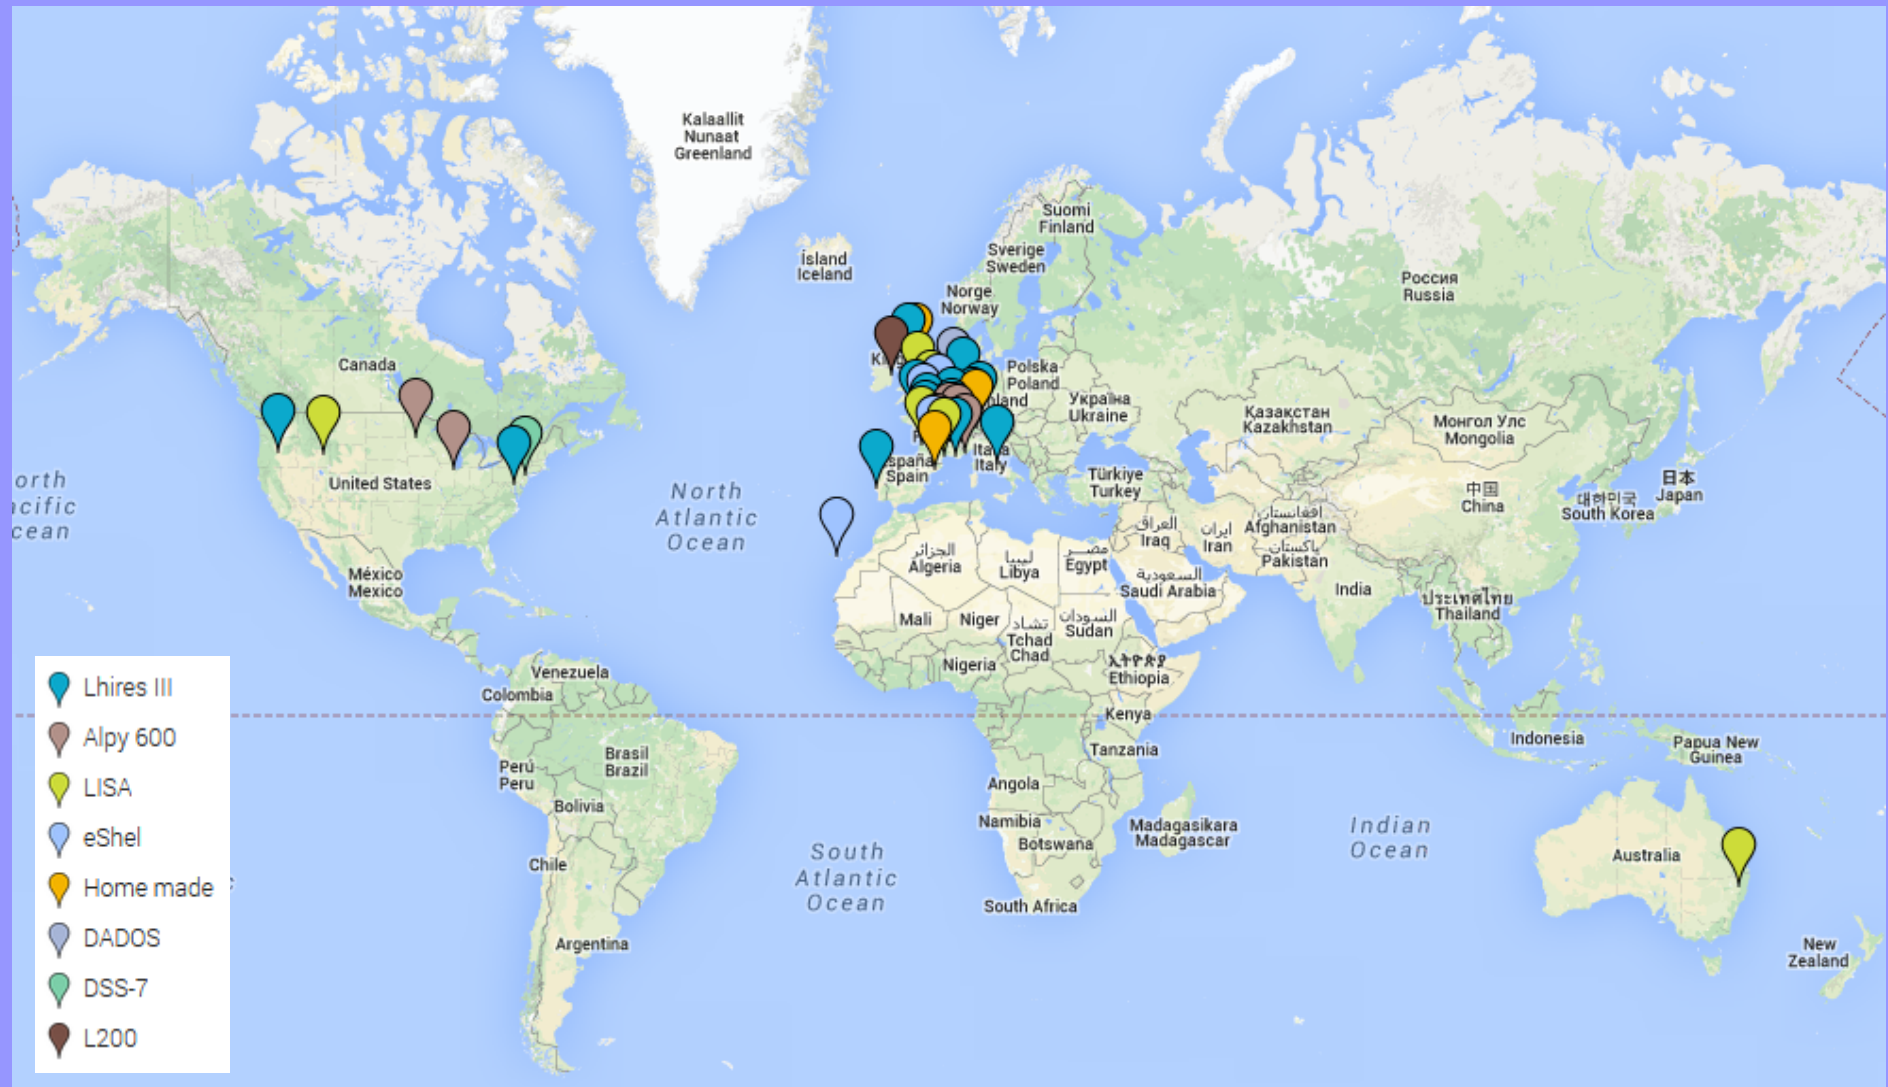 Kalaallit
Nunaat
Greenland
Suomi
Finland
Ísland
Iceland
Sverige
Sweden
Norge
Norway
Россия
Russia
Canada
Polska
Poland
Україна
Ukraine
Қазақстан
Kazakhstan
Монгол Улс
Mongolia
United States
España
Spain
Italia
Italy
Türkiye
Turkey
North
Atlantic
Ocean
العراق
Iraq
ایران
Iran
افغانستان
Afghanistan
پاکستان
Pakistan
中国
China
대한민국
South Korea
日本
Japan
México
Mexico
الجزائر
Algeria
ليبيا
Libya
مصر
Egypt
السعودية
Saudi Arabia
India
ประเทศไทย
Thailand
Mali
Niger
تشاد
Tchad
Chad
السودان
Sudan
Nigeria
ኢትዮጵያ
Ethiopia
Venezuela
Colombia
Kenya
Tanzania
Indonesia
Papua New
Guinea
Brasil
Brazil
Perú
Peru
Bolivia
Angola
Namibia
Botswana
Madagasikara
Madagascar
Indian
Ocean
Australia
Chile
South
Atlantic
Ocean
South Africa
Argentina
New
Zealand
Lhires III
Alpy 600
LISA
eShel
Home made
DADOS
DSS-7
L200